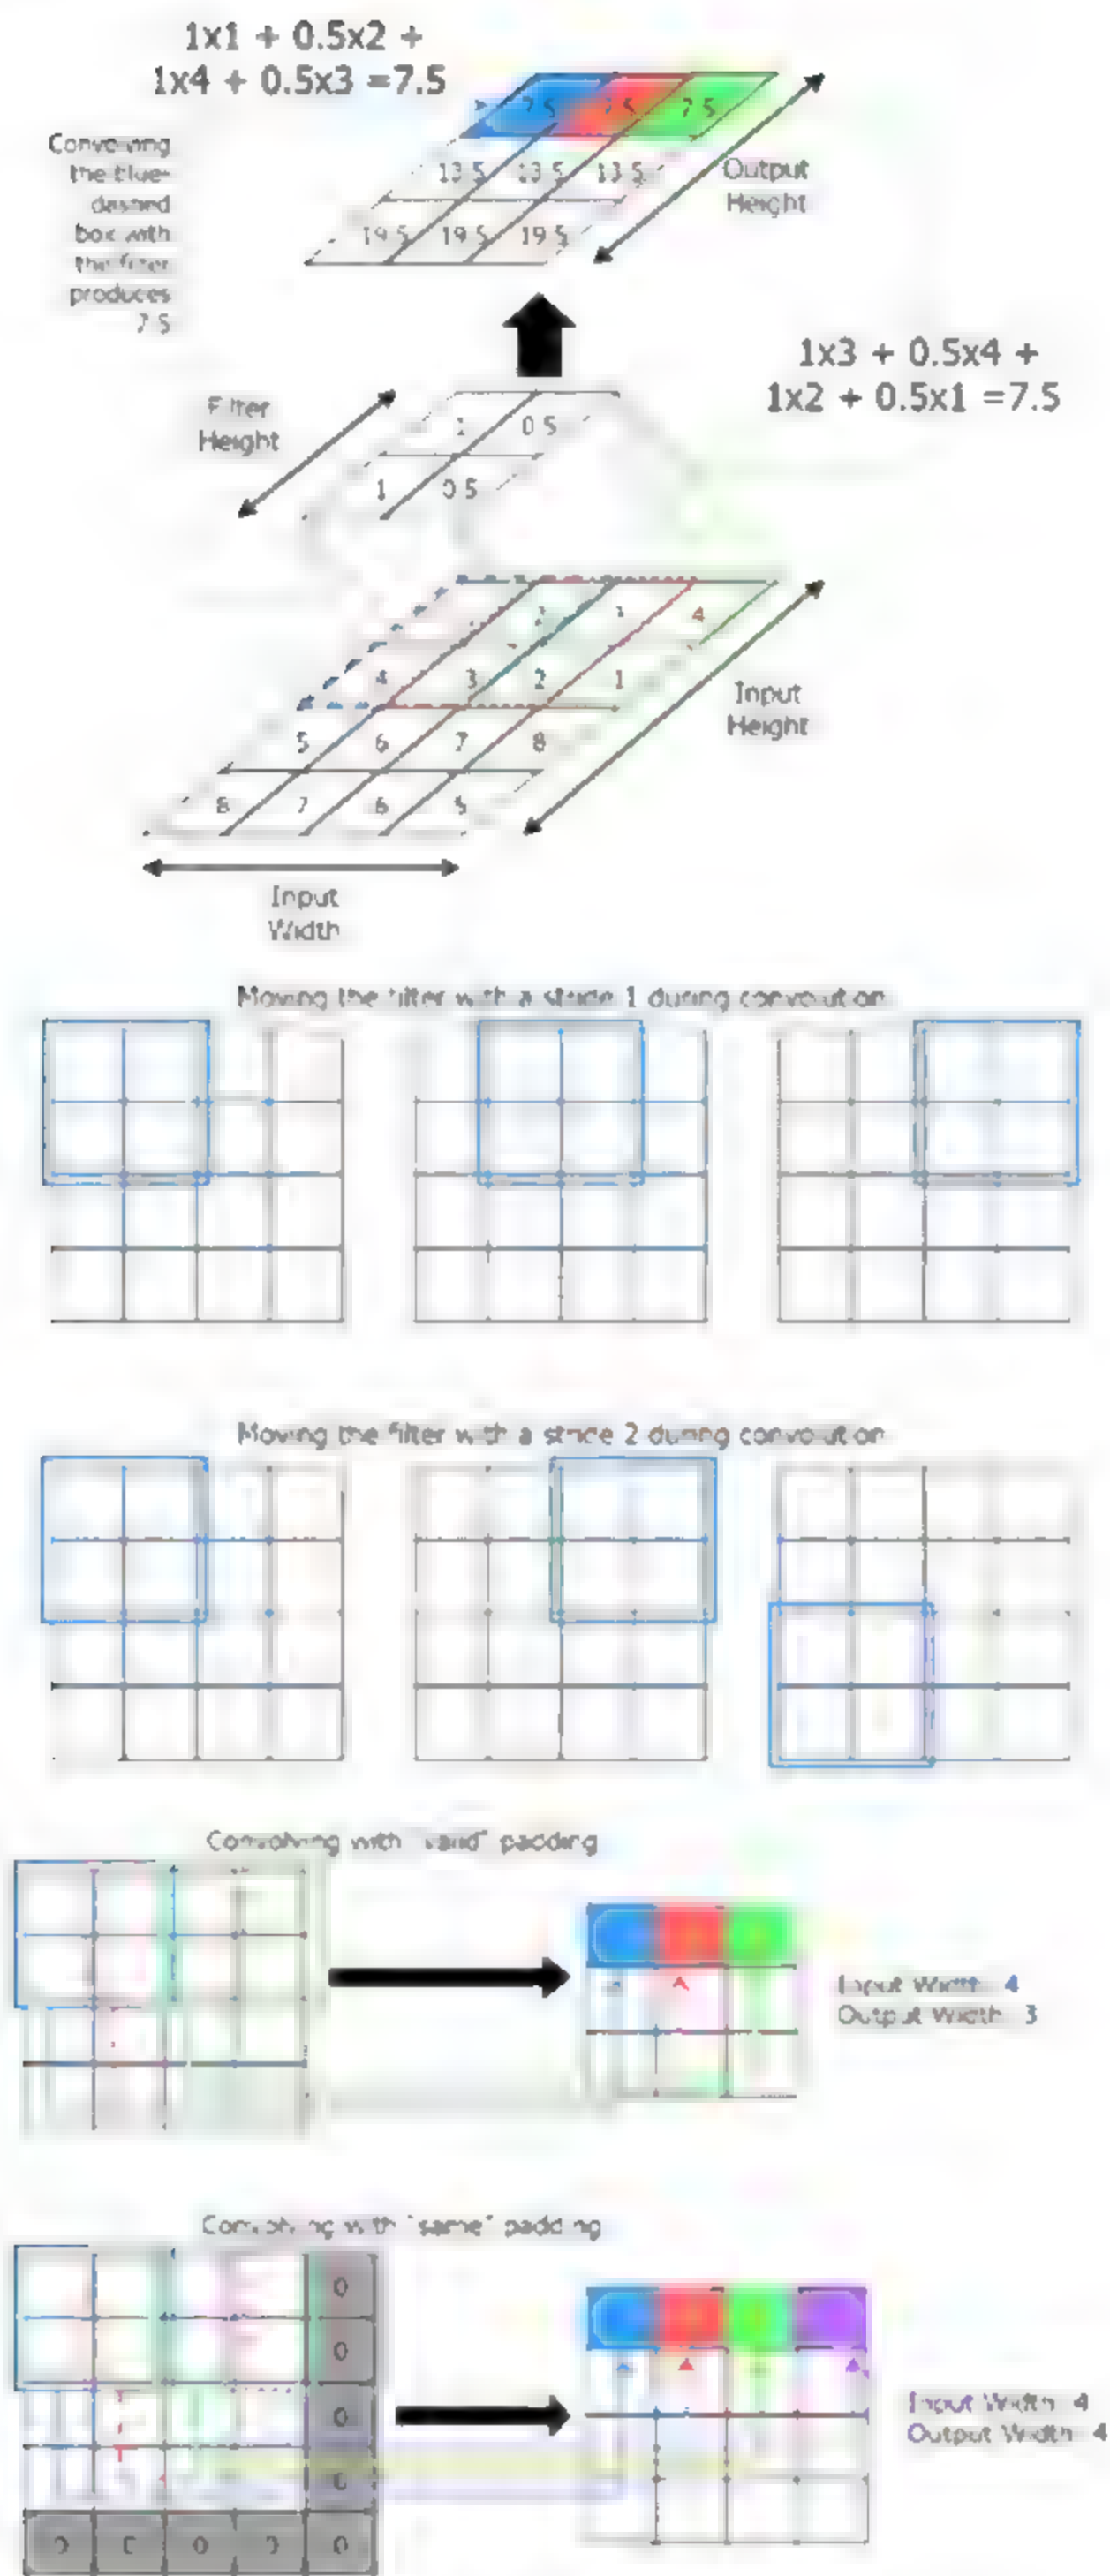 1x1 + 0.5x2 +
1x4 + 0.5x3 =7.5
Convolving
the blue-
dashed
box with
the filter
produces
7.5
7.5 7.5 7.5
13.5 13.5 13.5
19.5 19.5 19.5
Output
Height
1x3 + 0.5x4 +
1x2 + 0.5x1 =7.5
Filter
Height
1 0.5
1 0.5
2 3 4
4 3 2 1
5 6 7 8
8 7 6 5
Input
Height
Input
Width
Moving the filter with a stride 1 during convolution
Moving the filter with a stride 2 during convolution
Convolving with "valid" padding
Input Width 4
Output Width 3
Convolving with "same" padding
0
0
0
0
0 0 0 0 0
Input Width 4
Output Width 4